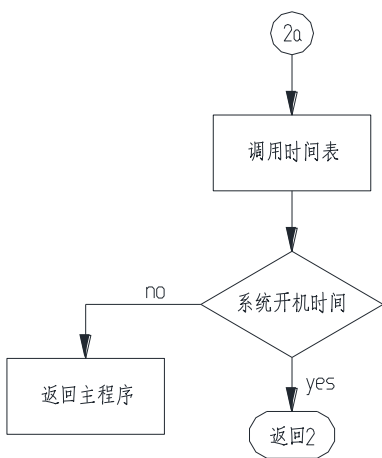 2a
调用时间表
系统开机时间
no
返回主程序
yes
返回2